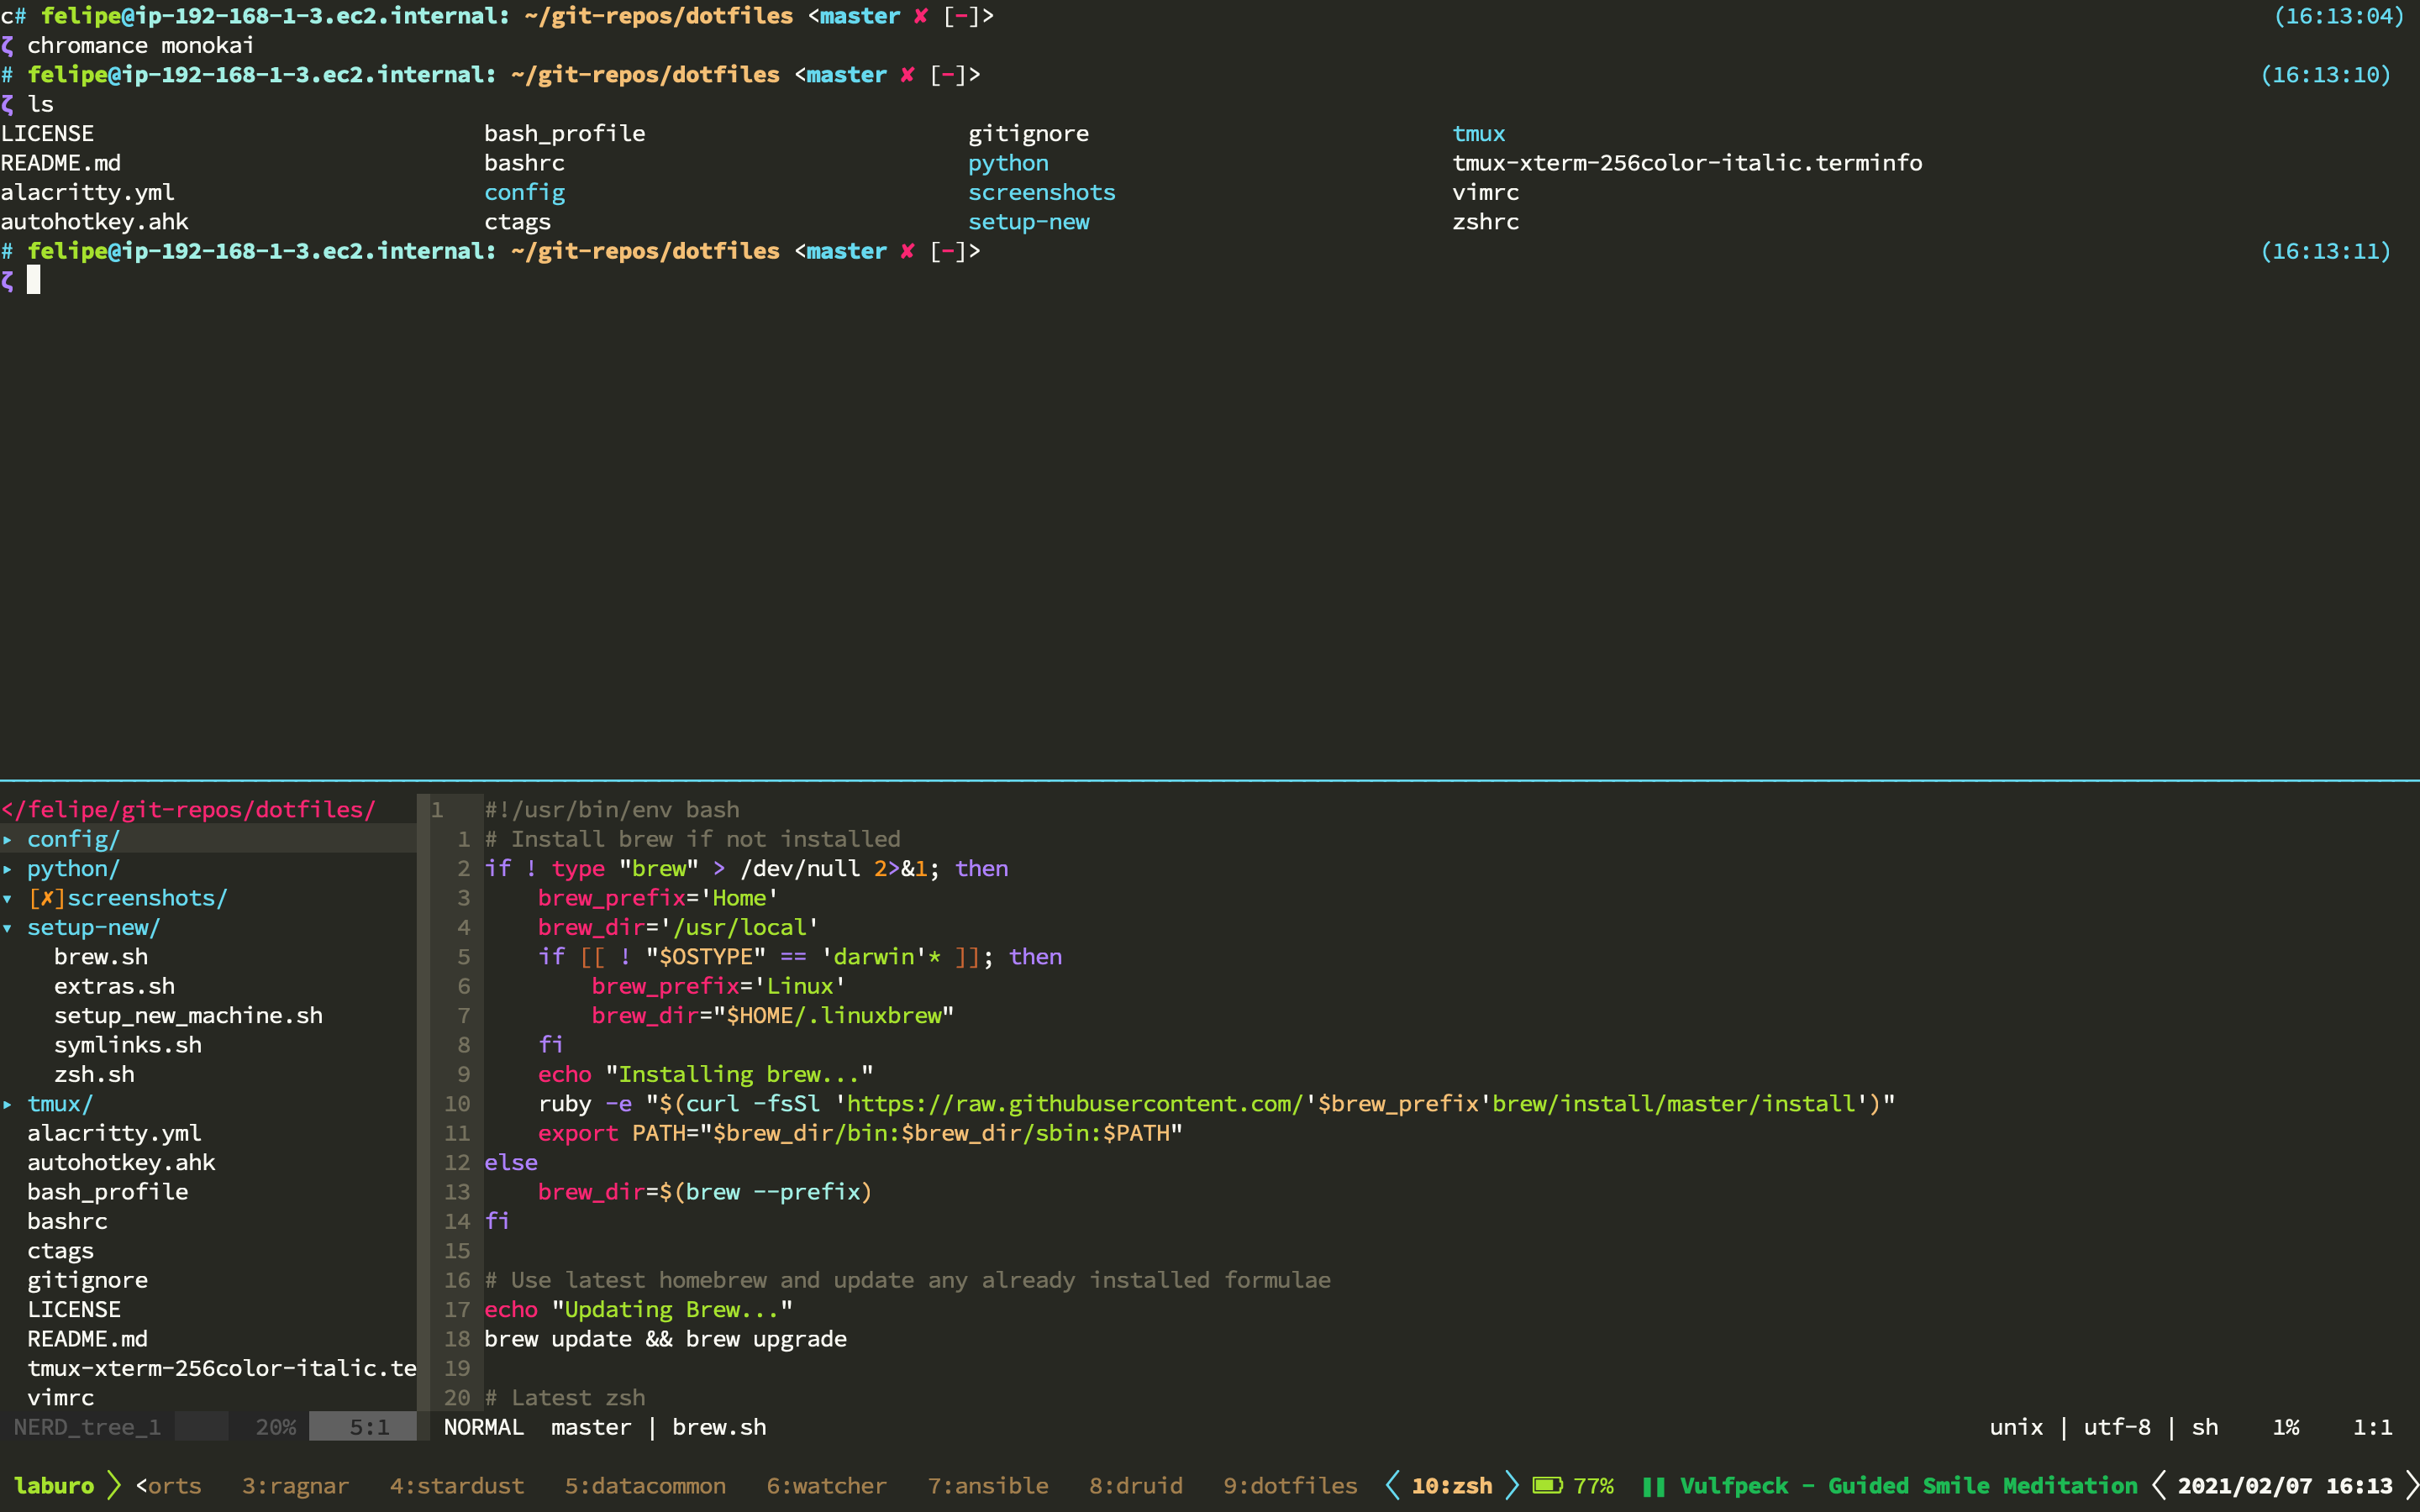 c# felipe@ip-192-168-1-3.ec2.internal: ~/git-repos/dotfiles <master ✘ [-]> (16:13:04)
ζ chromance monokai
# felipe@ip-192-168-1-3.ec2.internal: ~/git-repos/dotfiles <master ✘ [-]> (16:13:10)
ζ ls
LICENSE bash_profile gitignore tmux
README.md bashrc python tmux-xterm-256color-italic.terminfo
alacritty.yml config screenshots vimrc
autohotkey.ahk ctags setup-new zshrc
# felipe@ip-192-168-1-3.ec2.internal: ~/git-repos/dotfiles <master ✘ [-]> (16:13:11)
ζ
</felipe/git-repos/dotfiles/
▸ config/
▸ python/
▾ [✗]screenshots/
▾ setup-new/
brew.sh
extras.sh
setup_new_machine.sh
symlinks.sh
zsh.sh
▸ tmux/
alacritty.yml
autohotkey.ahk
bash_profile
bashrc
ctags
gitignore
LICENSE
README.md
tmux-xterm-256color-italic.te
vimrc
NERD_tree_1 20% 5:1
1 #!/usr/bin/env bash
1 # Install brew if not installed
2 if ! type "brew" > /dev/null 2>&1; then
3     brew_prefix='Home'
4     brew_dir='/usr/local'
5     if [[ ! "$OSTYPE" == 'darwin'* ]]; then
6         brew_prefix='Linux'
7         brew_dir="$HOME/.linuxbrew"
8     fi
9     echo "Installing brew..."
10     ruby -e "$(curl -fsSl 'https://raw.githubusercontent.com/'$brew_prefix'brew/install/master/install')"
11     export PATH="$brew_dir/bin:$brew_dir/sbin:$PATH"
12 else
13     brew_dir=$(brew --prefix)
14 fi
15
16 # Use latest homebrew and update any already installed formulae
17 echo "Updating Brew..."
18 brew update && brew upgrade
19
20 # Latest zsh
NORMAL master | brew.sh unix | utf-8 | sh 1% 1:1
laburo <orts 3:ragnar 4:stardust 5:datacommon 6:watcher 7:ansible 8:druid 9:dotfiles 10:zsh 77% Vulfpeck - Guided Smile Meditation 2021/02/07 16:13